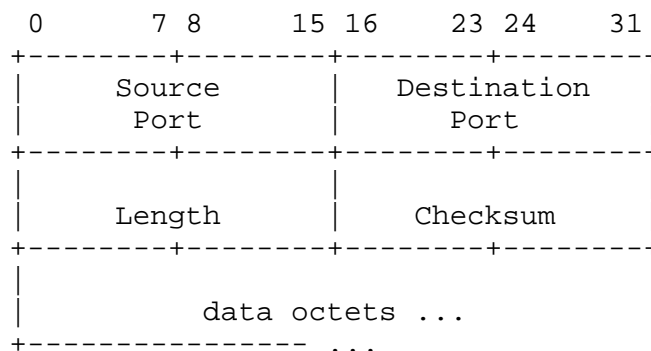 0      7 8     15 16    23 24    31
+--------+--------+--------+--------
|     Source      |   Destination
|      Port       |      Port
+--------+--------+--------+--------
|                 |
|     Length      |    Checksum
+--------+--------+--------+--------
|
|          data octets ...
+---------------- ...